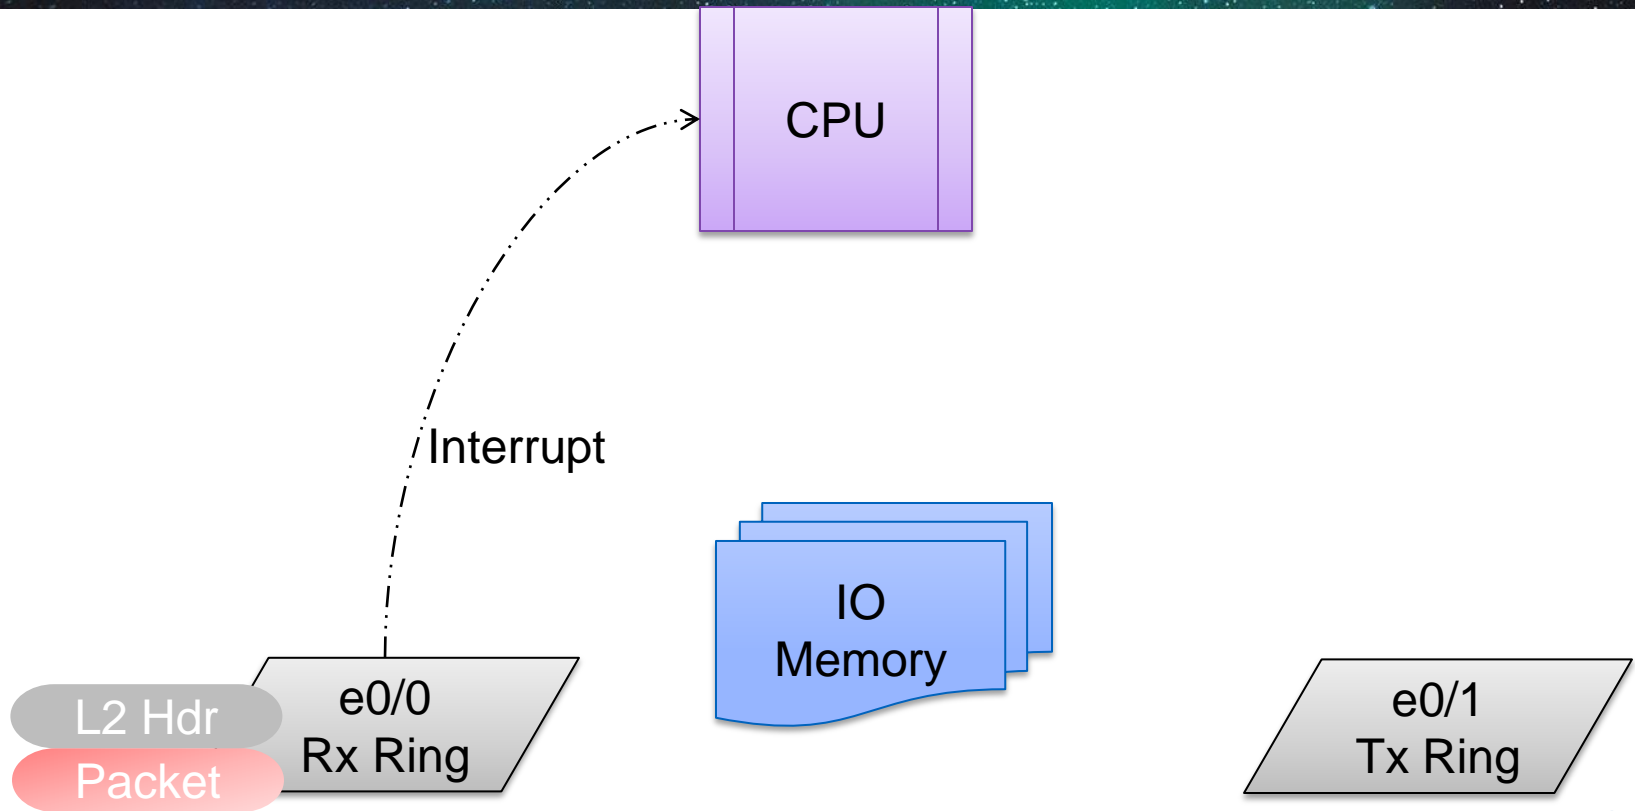 CPU
Interrupt
IO
Memory
L2 Hdr
Packet
e0/0
Rx Ring
e0/1
Tx Ring